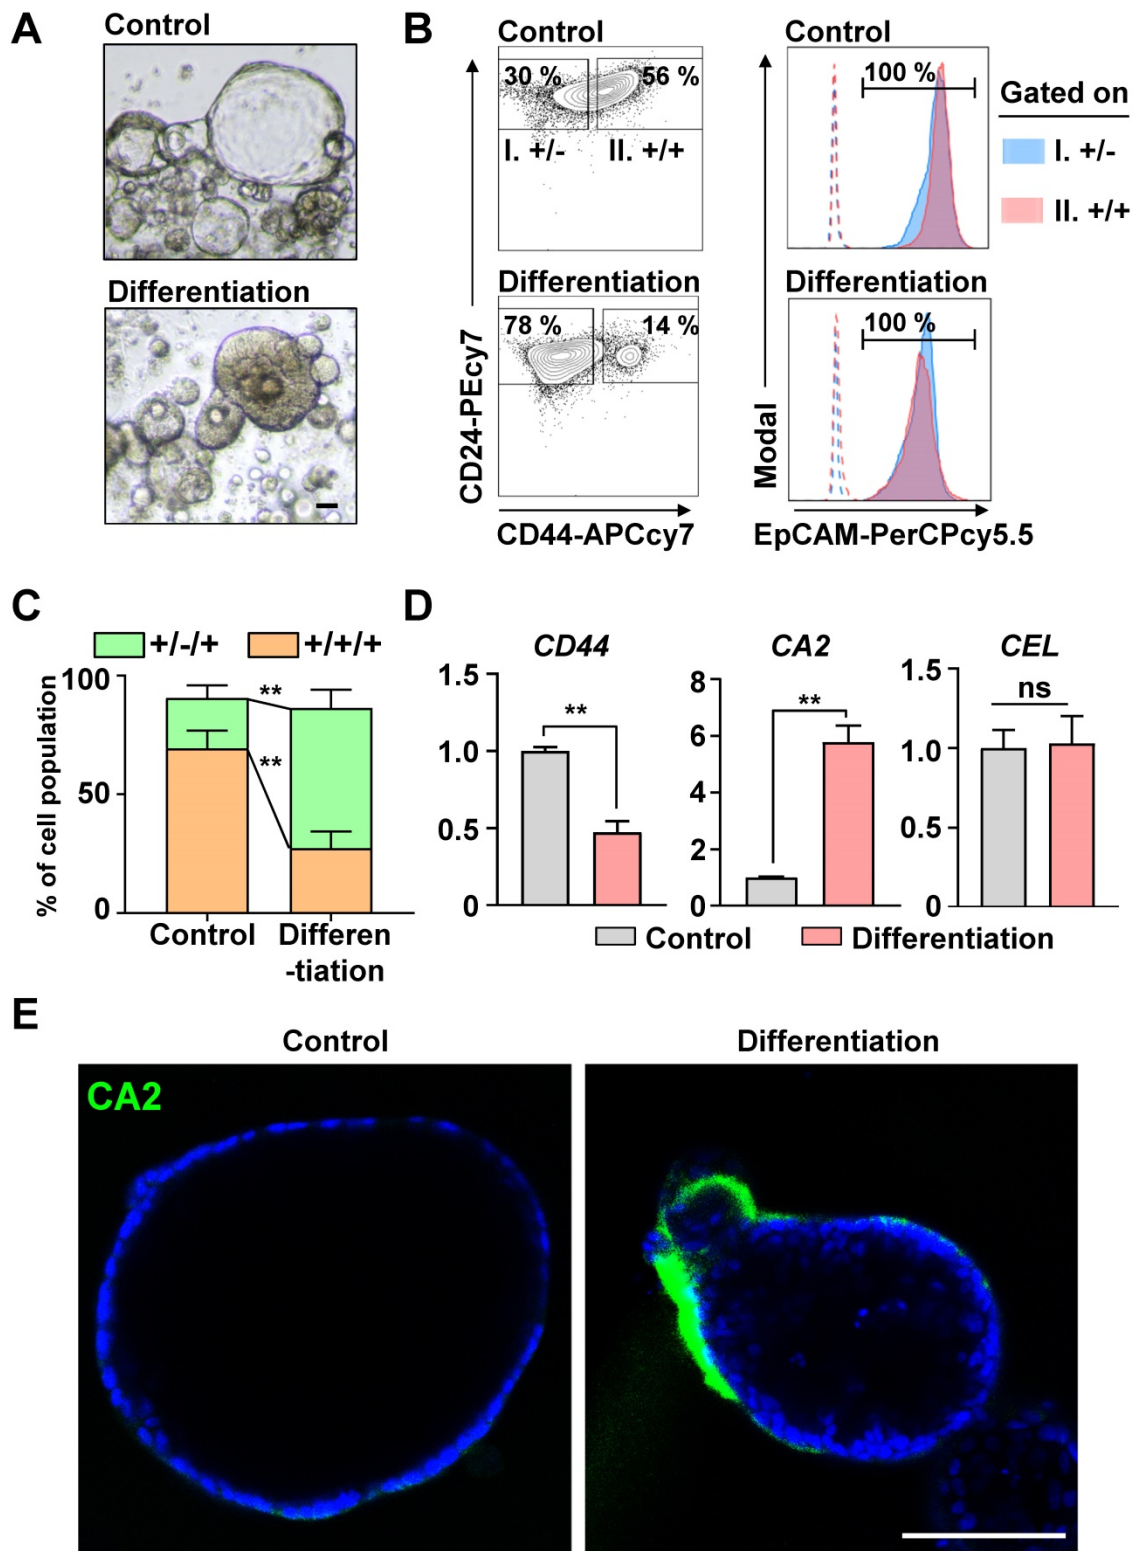 A
Control
Differentiation
B
Control
30 %
56 %
I. +/-
II. +/+
Differentiation
78 %
14 %
CD24-PEcy7
CD44-APCcy7
Control
100 %
Differentiation
100 %
Modal
EpCAM-PerCPcy5.5
Gated on
I. +/-
II. +/+
C
+/-/+
+/+/+
100
50
0
% of cell population
**
**
Control
Differen
-tiation
D
CD44
1.5
1.0
0.5
0
**
CA2
8
6
4
2
0
**
CEL
1.5
1.0
0.5
0
ns
Control
Differentiation
E
Control
Differentiation
CA2